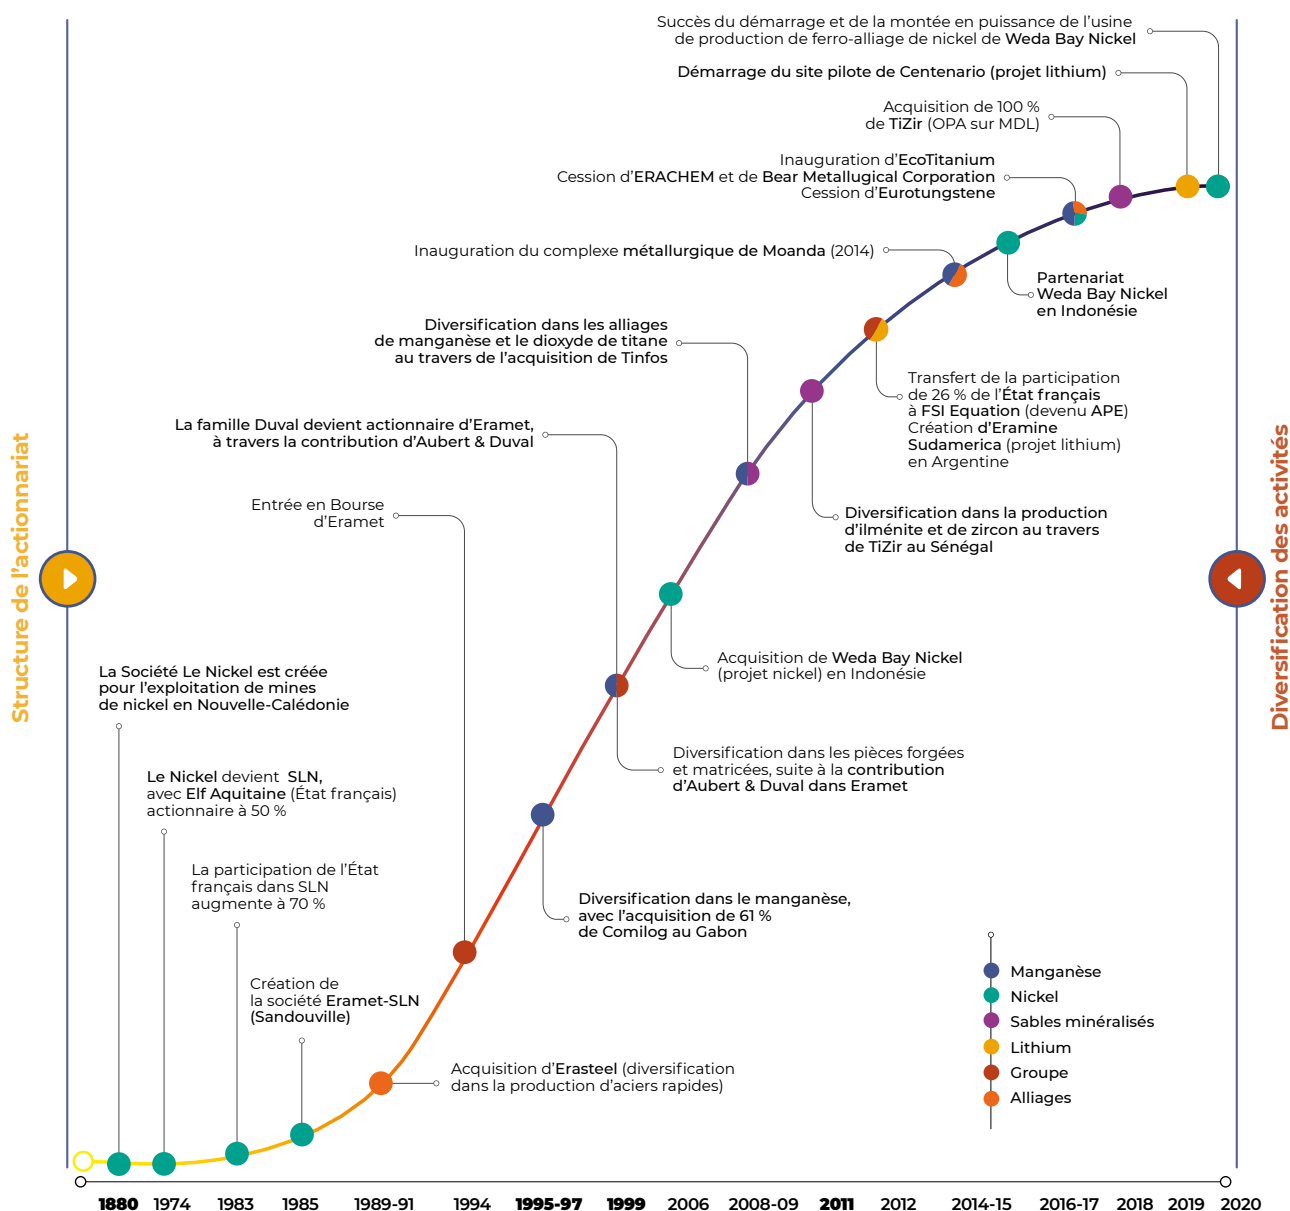 Succès du démarrage et de la montée en puissance de l'usine
de production de ferro-alliage de nickel de Weda Bay Nickel
Démarrage du site pilote de Centenario (projet lithium)
Acquisition de 100 %
de TiZir (OPA sur MDL)
Inauguration d'EcoTitanium
Cession d'ERACHEM et de Bear Metallugical Corporation
Cession d'Eurotungstene
Inauguration du complexe métallurgique de Moanda (2014)
Partenariat
Weda Bay Nickel
en Indonésie
Diversification dans les alliages
de manganèse et le dioxyde de titane
au travers de l'acquisition de Tinfos
Transfert de la participation
de 26 % de l'État français
à FSI Equation (devenu APE)
Création d'Eramine
Sudamerica (projet lithium)
en Argentine
La famille Duval devient actionnaire d'Eramet,
à travers la contribution d'Aubert & Duval
Entrée en Bourse
d'Eramet
Diversification dans la production
d'ilménite et de zircon au travers
de TiZir au Sénégal
Structure de l'actionnariat
Diversification des activités
La Société Le Nickel est créée
pour l'exploitation de mines
de nickel en Nouvelle-Calédonie
Acquisition de Weda Bay Nickel
(projet nickel) en Indonésie
Diversification dans les pièces forgées
et matricées, suite à la contribution
d'Aubert & Duval dans Eramet
Le Nickel devient SLN,
avec Elf Aquitaine (État français)
actionnaire à 50 %
La participation de l'État
français dans SLN
augmente à 70 %
Diversification dans le manganèse,
avec l'acquisition de 61 %
de Comilog au Gabon
Création de
la société Eramet-SLN
(Sandouville)
Acquisition d'Erasteel (diversification
dans la production d'aciers rapides)
Manganèse
Nickel
Sables minéralisés
Lithium
Groupe
Alliages
1880 1974 1983 1985 1989-91 1994 1995-97 1999 2006 2008-09 2011 2012 2014-15 2016-17 2018 2019 2020